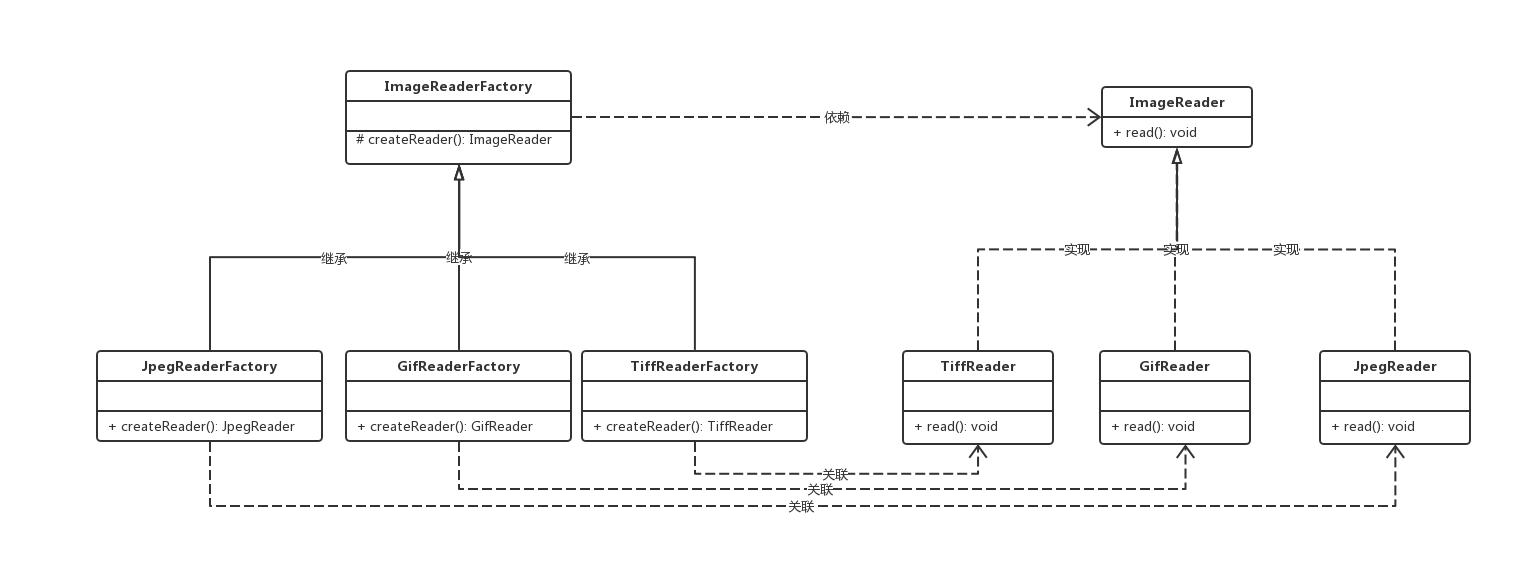 ImageReaderFactory
# createReader(): ImageReader
依赖
ImageReader
+ read(): void
继承
继承
继承
实现
实现
实现
JpegReaderFactory
+ createReader(): JpegReader
GifReaderFactory
+ createReader(): GifReader
TiffReaderFactory
+ createReader(): TiffReader
TiffReader
+ read(): void
GifReader
+ read(): void
JpegReader
+ read(): void
关联
关联
关联